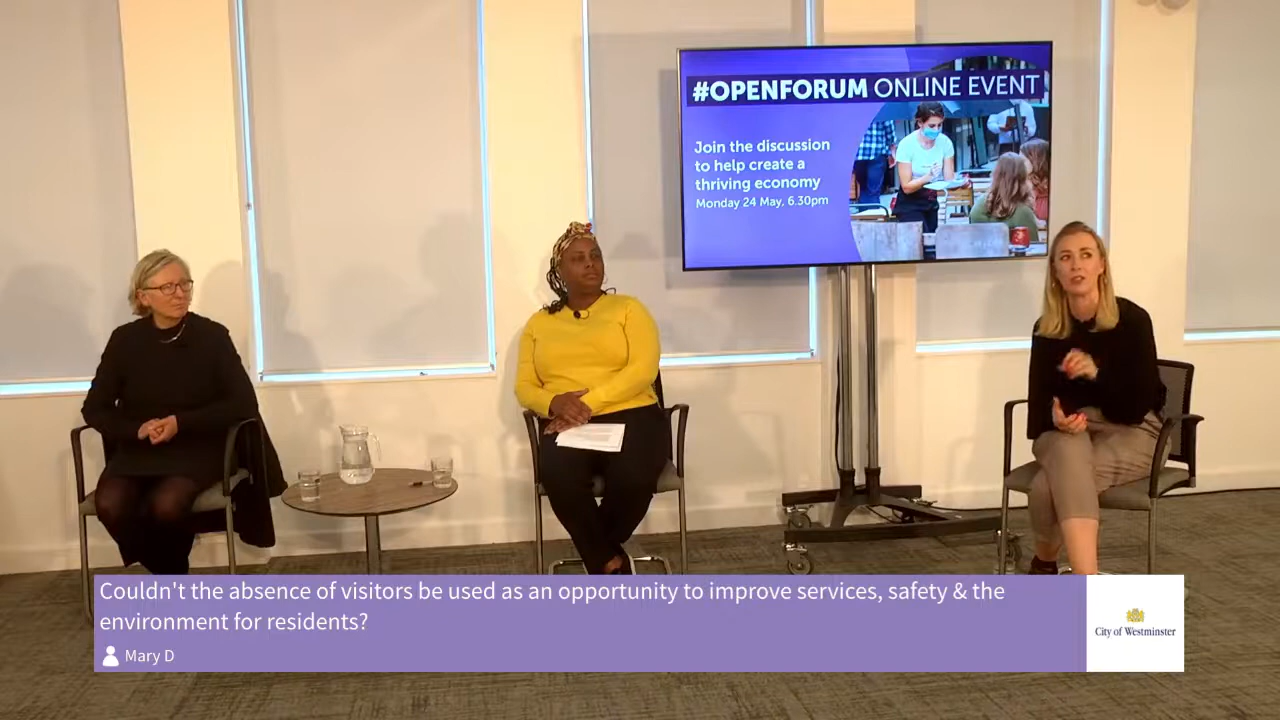 #OPENFORUM ONLINE EVENT
Join the discussion
to help create a
thriving economy
Monday 24 May, 6.30pm
Couldn't the absence of visitors be used as an opportunity to improve services, safety & the
environment for residents?
Mary D
City of Westminster